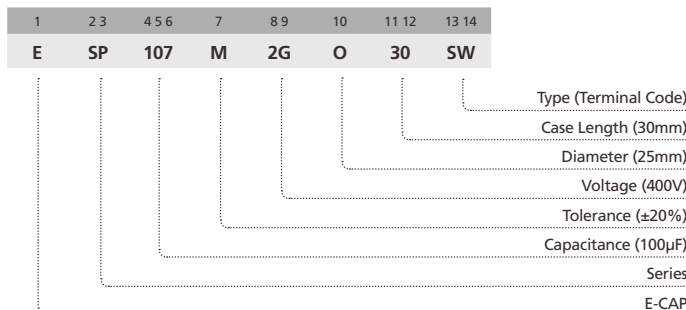 1 2 3 4 5 6 7 8 9 10 11 12 13 14
E SP 107 M 2G O 30 SW
Type (Terminal Code)
Case Length (30mm)
Diameter (25mm)
Voltage (400V)
Tolerance (±20%)
Capacitance (100µF)
Series
E-CAP